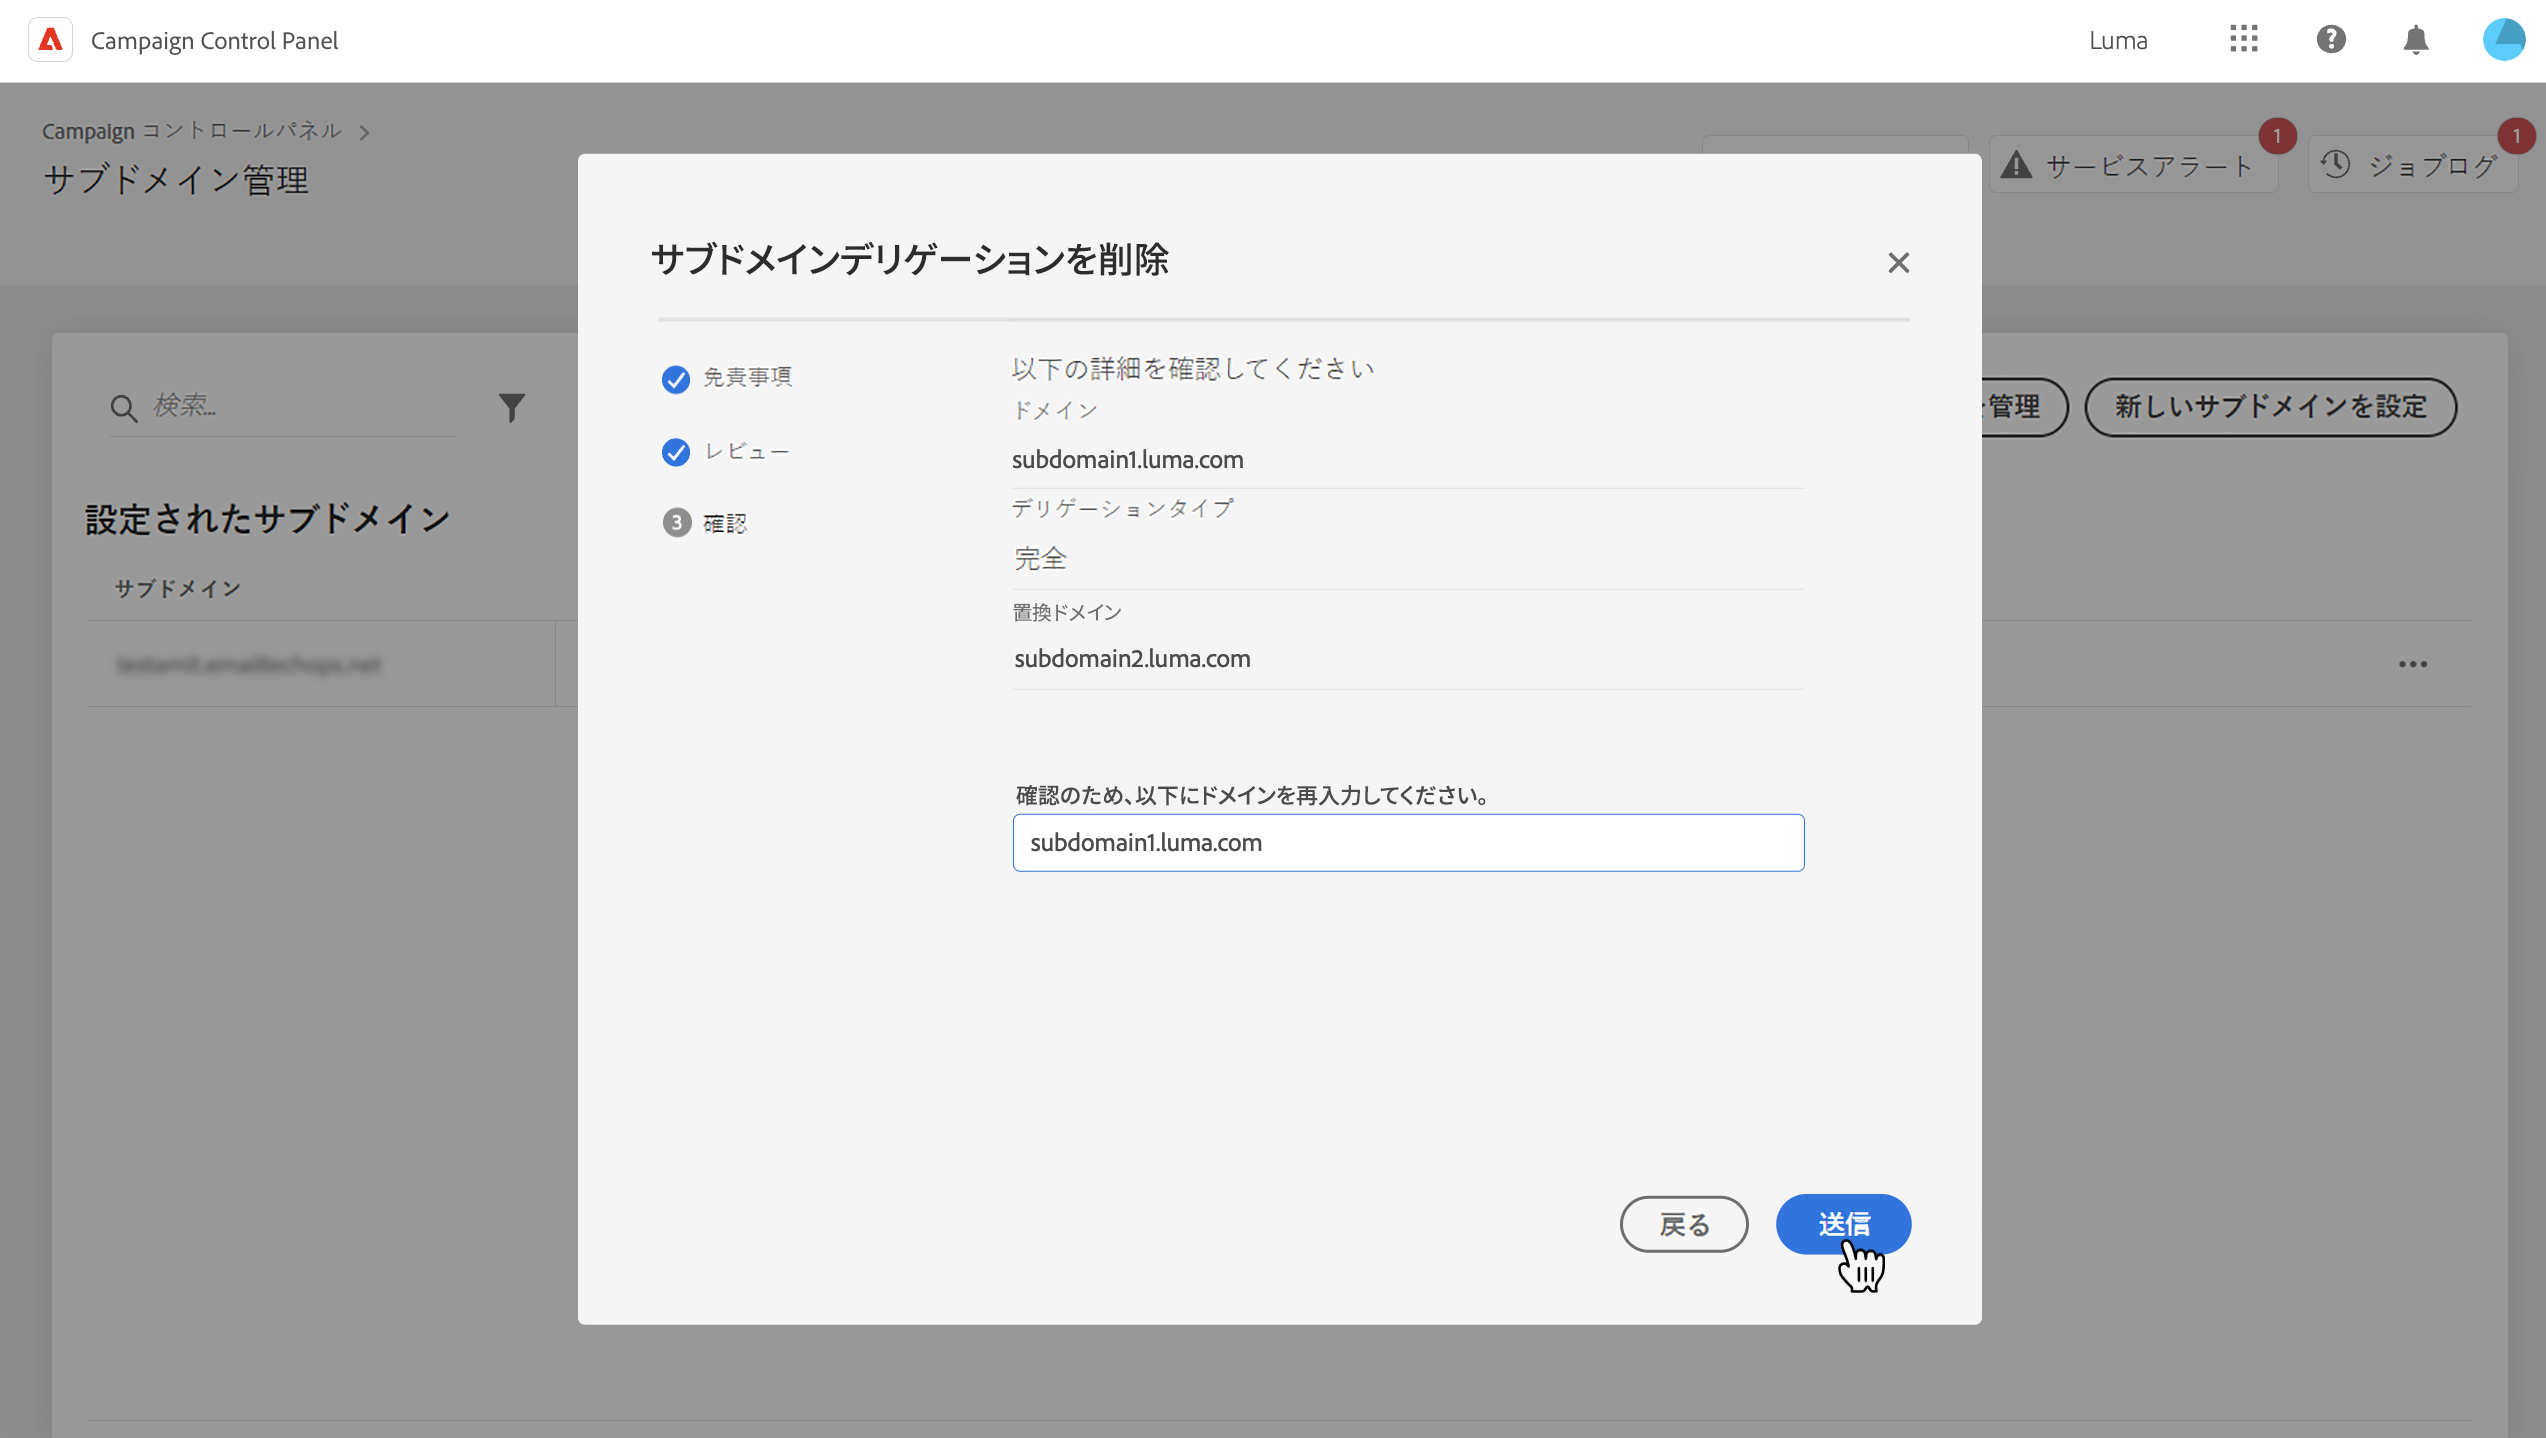 Campaign Control Panel
Luma
Campaign コントロールパネル
サブドメイン管理
サービスアラート
1
ジョブログ
1
検索...
管理
新しいサブドメインを設定
設定されたサブドメイン
サブドメイン
サブドメインデリゲーションを削除
免責事項
レビュー
3 確認
以下の詳細を確認してください
ドメイン
subdomain1.luma.com
デリゲーションタイプ
完全
置換ドメイン
subdomain2.luma.com
確認のため、以下にドメインを再入力してください。
subdomain1.luma.com
戻る
送信